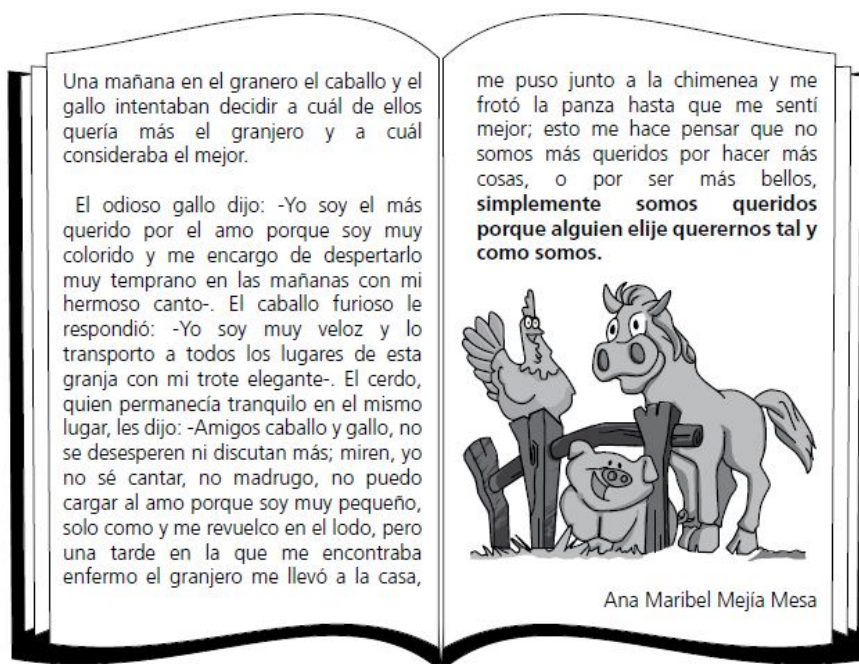 Una mañana en el granero el caballo y el
gallo intentaban decidir a cuál de ellos
quería más el granjero y a cuál
consideraba el mejor.
El odioso gallo dijo: -Yo soy el más
querido por el amo porque soy muy
colorido y me encargo de despertarlo
muy temprano en las mañanas con mi
hermoso canto-. El caballo furioso le
respondió: -Yo soy muy veloz y lo
transporto a todos los lugares de esta
granja con mi trote elegante-. El cerdo,
quien permanecía tranquilo en el mismo
lugar, les dijo: -Amigos caballo y gallo, no
se desesperen ni discutan más; miren, yo
no sé cantar, no madrugo, no puedo
cargar al amo porque soy muy pequeño,
solo como y me revuelco en el lodo, pero
una tarde en la que me encontraba
enfermo el granjero me llevó a la casa,
me puso junto a la chimenea y me
frotó la panza hasta que me sentí
mejor; esto me hace pensar que no
somos más queridos por hacer más
cosas, o por ser más bellos,
simplemente somos queridos
porque alguien elije querernos tal y
como somos.
Ana Maribel Mejía Mesa